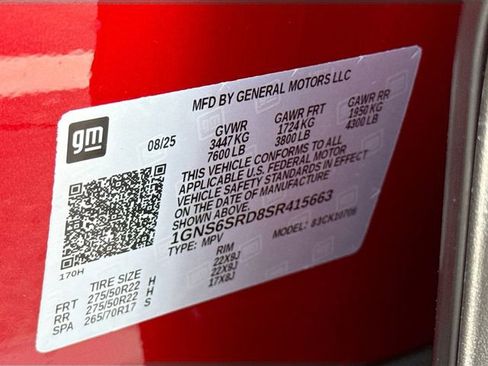 MFD BY GENERAL MOTORS LLC
gm
08/25 GVWR GAWR FRT GAWR RR
3447 KG 1724 KG 1950 KG
7600 LB 3800 LB 4300 LB
THIS VEHICLE CONFORMS TO ALL
APPLICABLE U.S. FEDERAL MOTOR
VEHICLE SAFETY STANDARDS IN EFFECT
ON THE DATE OF MANUFACTURE
SHOWN ABOVE.
1GNS6SRD8SR415663
TYPE: MPV MODEL: 83CK10706
170H
TIRE SIZE RIM
FRT 275/50R22 H 22X9J
RR 275/50R22 H 22X9J
SPA 265/70R17 S 17X8J